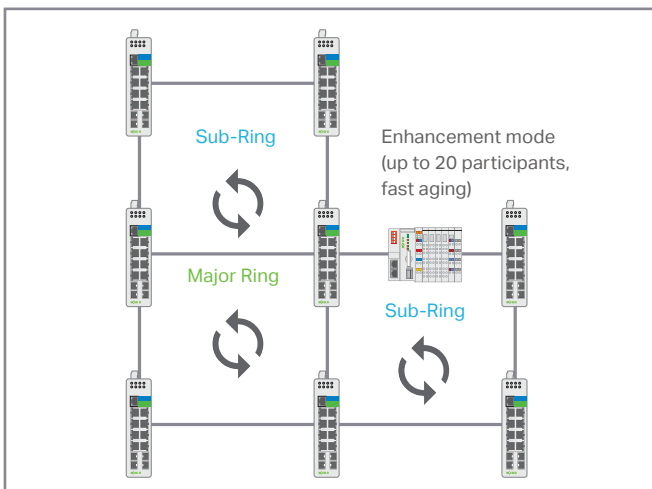 Sub-Ring
Enhancement mode
(up to 20 participants,
fast aging)
Major Ring
Sub-Ring